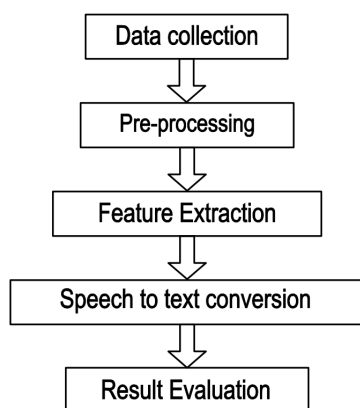 Data collection
Pre-processing
Feature Extraction
Speech to text conversion
Result Evaluation